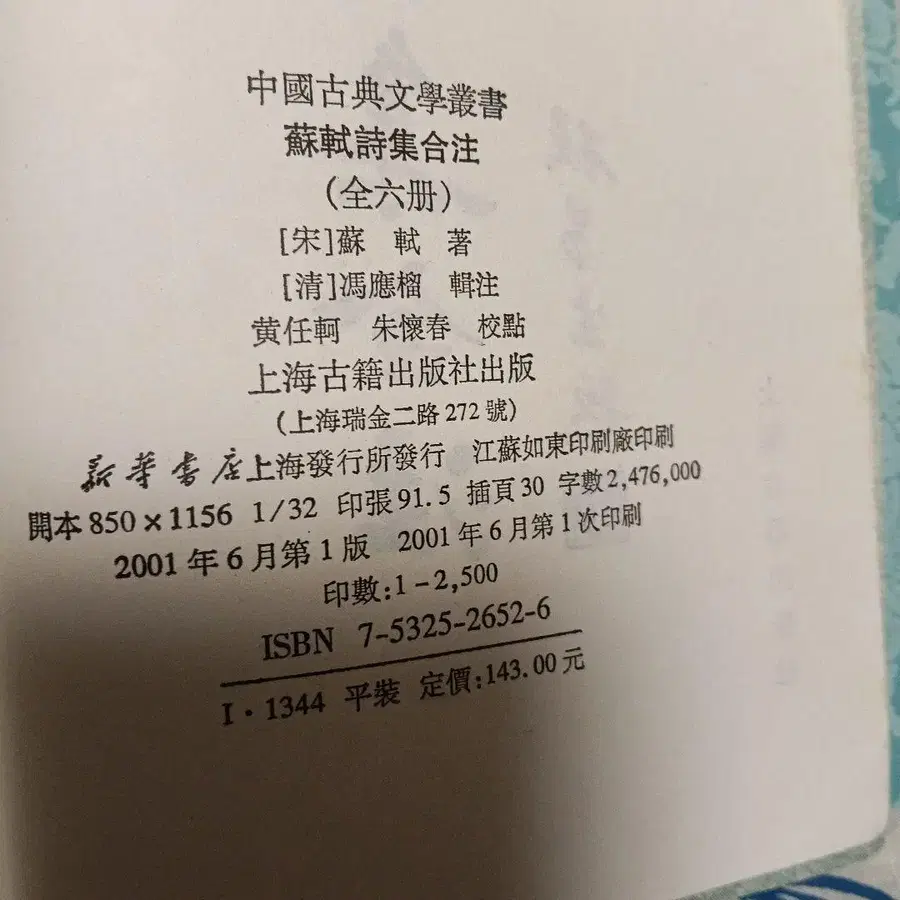 中國古典文學叢書
蘇軾詩集合注
(全六册)
[宋]蘇 軾 著
[清]馮應榴 輯注
黄任軻 朱懷春 校點
上海古籍出版社出版
(上海瑞金二路272號)
新華書店上海發行所發行 江蘇如東印刷廠印刷
開本850×1156 1/32 印張91.5 插頁30 字數2,476,000
2001年6月第1版 2001年6月第1次印刷
印數:1-2,500
ISBN 7-5325-2652-6
I·1344 平裝 定價:143.00元